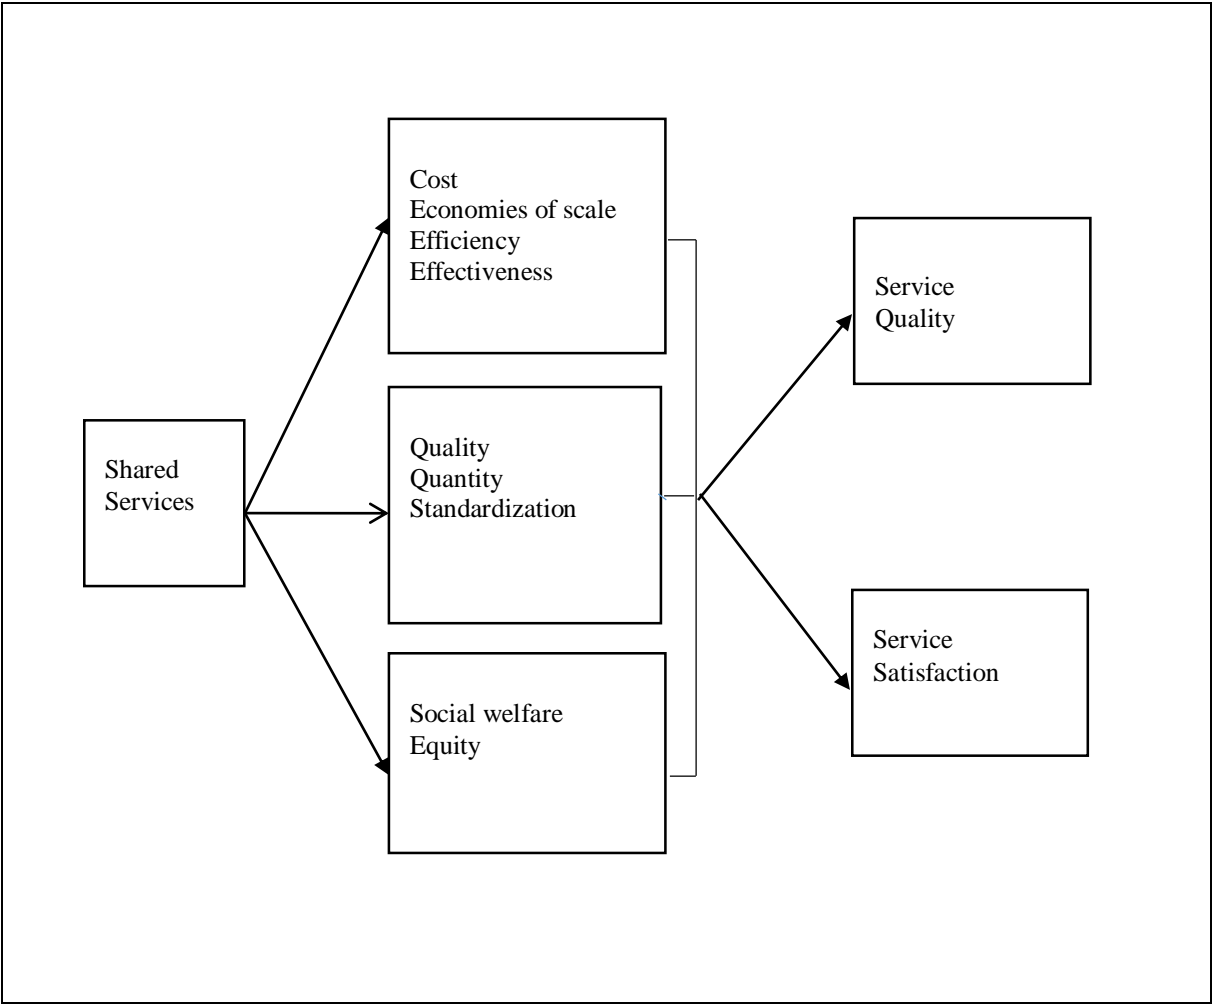 Shared
Services
Cost
Economies of scale
Efficiency
Effectiveness
Quality
Quantity
Standardization
Social welfare
Equity
Service
Quality
Service
Satisfaction